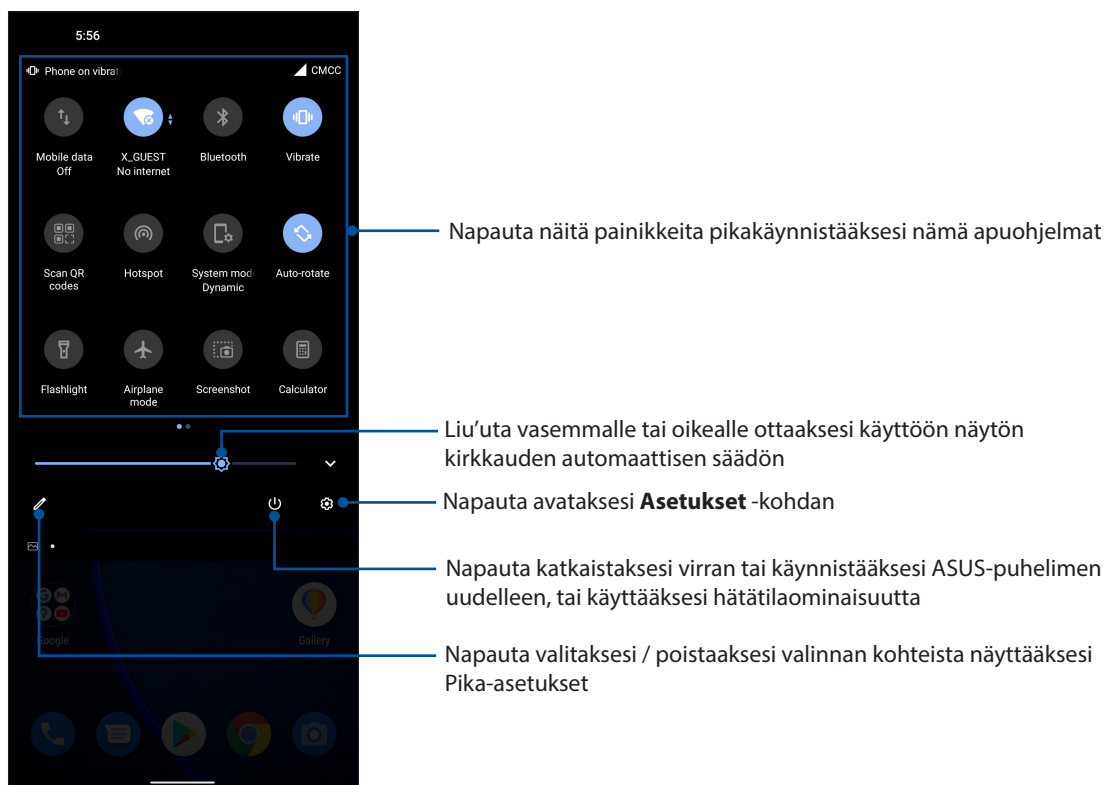 5:56
Phone on vibrat
CMCC
Mobile data
Off
X_GUEST
No internet
Bluetooth
Vibrate
Scan QR
codes
Hotspot
System mod
Dynamic
Auto-rotate
Flashlight
Airplane
mode
Screenshot
Calculator
Google
Gallery
Napauta näitä painikkeita pikakäynnistääksesi nämä apuohjelmat
Liu’uta vasemmalle tai oikealle ottaaksesi käyttöön näytön
kirkkauden automaattisen säädön
Napauta avataksesi Asetukset -kohdan
Napauta katkaistaksesi virran tai käynnistääksesi ASUS-puhelimen
uudelleen, tai käyttääksesi hätätilaominaisuutta
Napauta valitaksesi / poistaaksesi valinnan kohteista näyttääksesi
Pika-asetukset